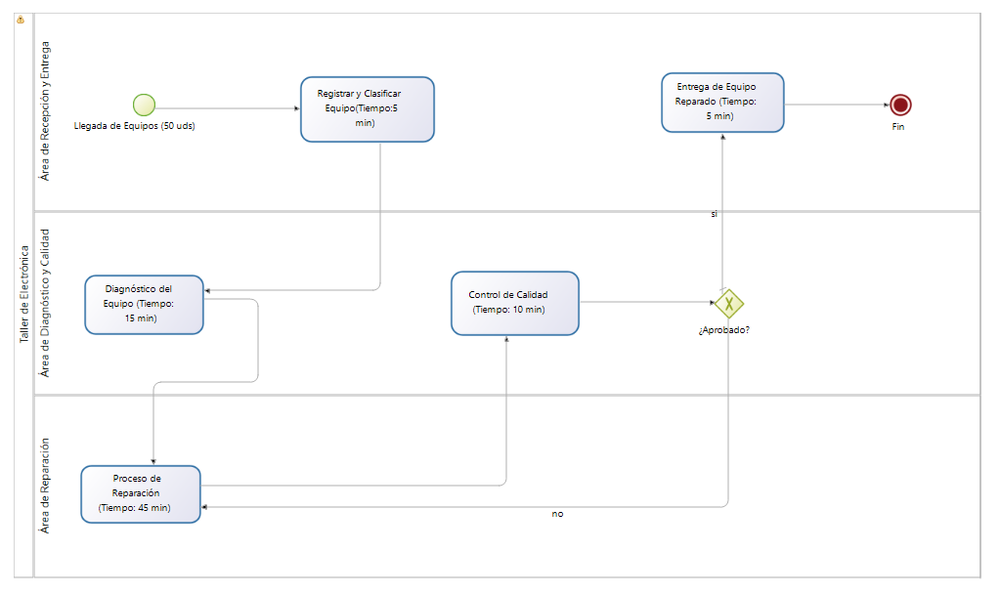 Taller de Electrónica
Área de Recepción y Entrega
Llegada de Equipos (50 uds)
Registrar y Clasificar
Equipo(Tiempo:5
min)
Entrega de Equipo
Reparado (Tiempo:
5 min)
Fin
si
Área de Diagnóstico y Calidad
Diagnóstico del
Equipo (Tiempo:
15 min)
Control de Calidad
(Tiempo: 10 min)
¿Aprobado?
Área de Reparación
Proceso de
Reparación
(Tiempo: 45 min)
no